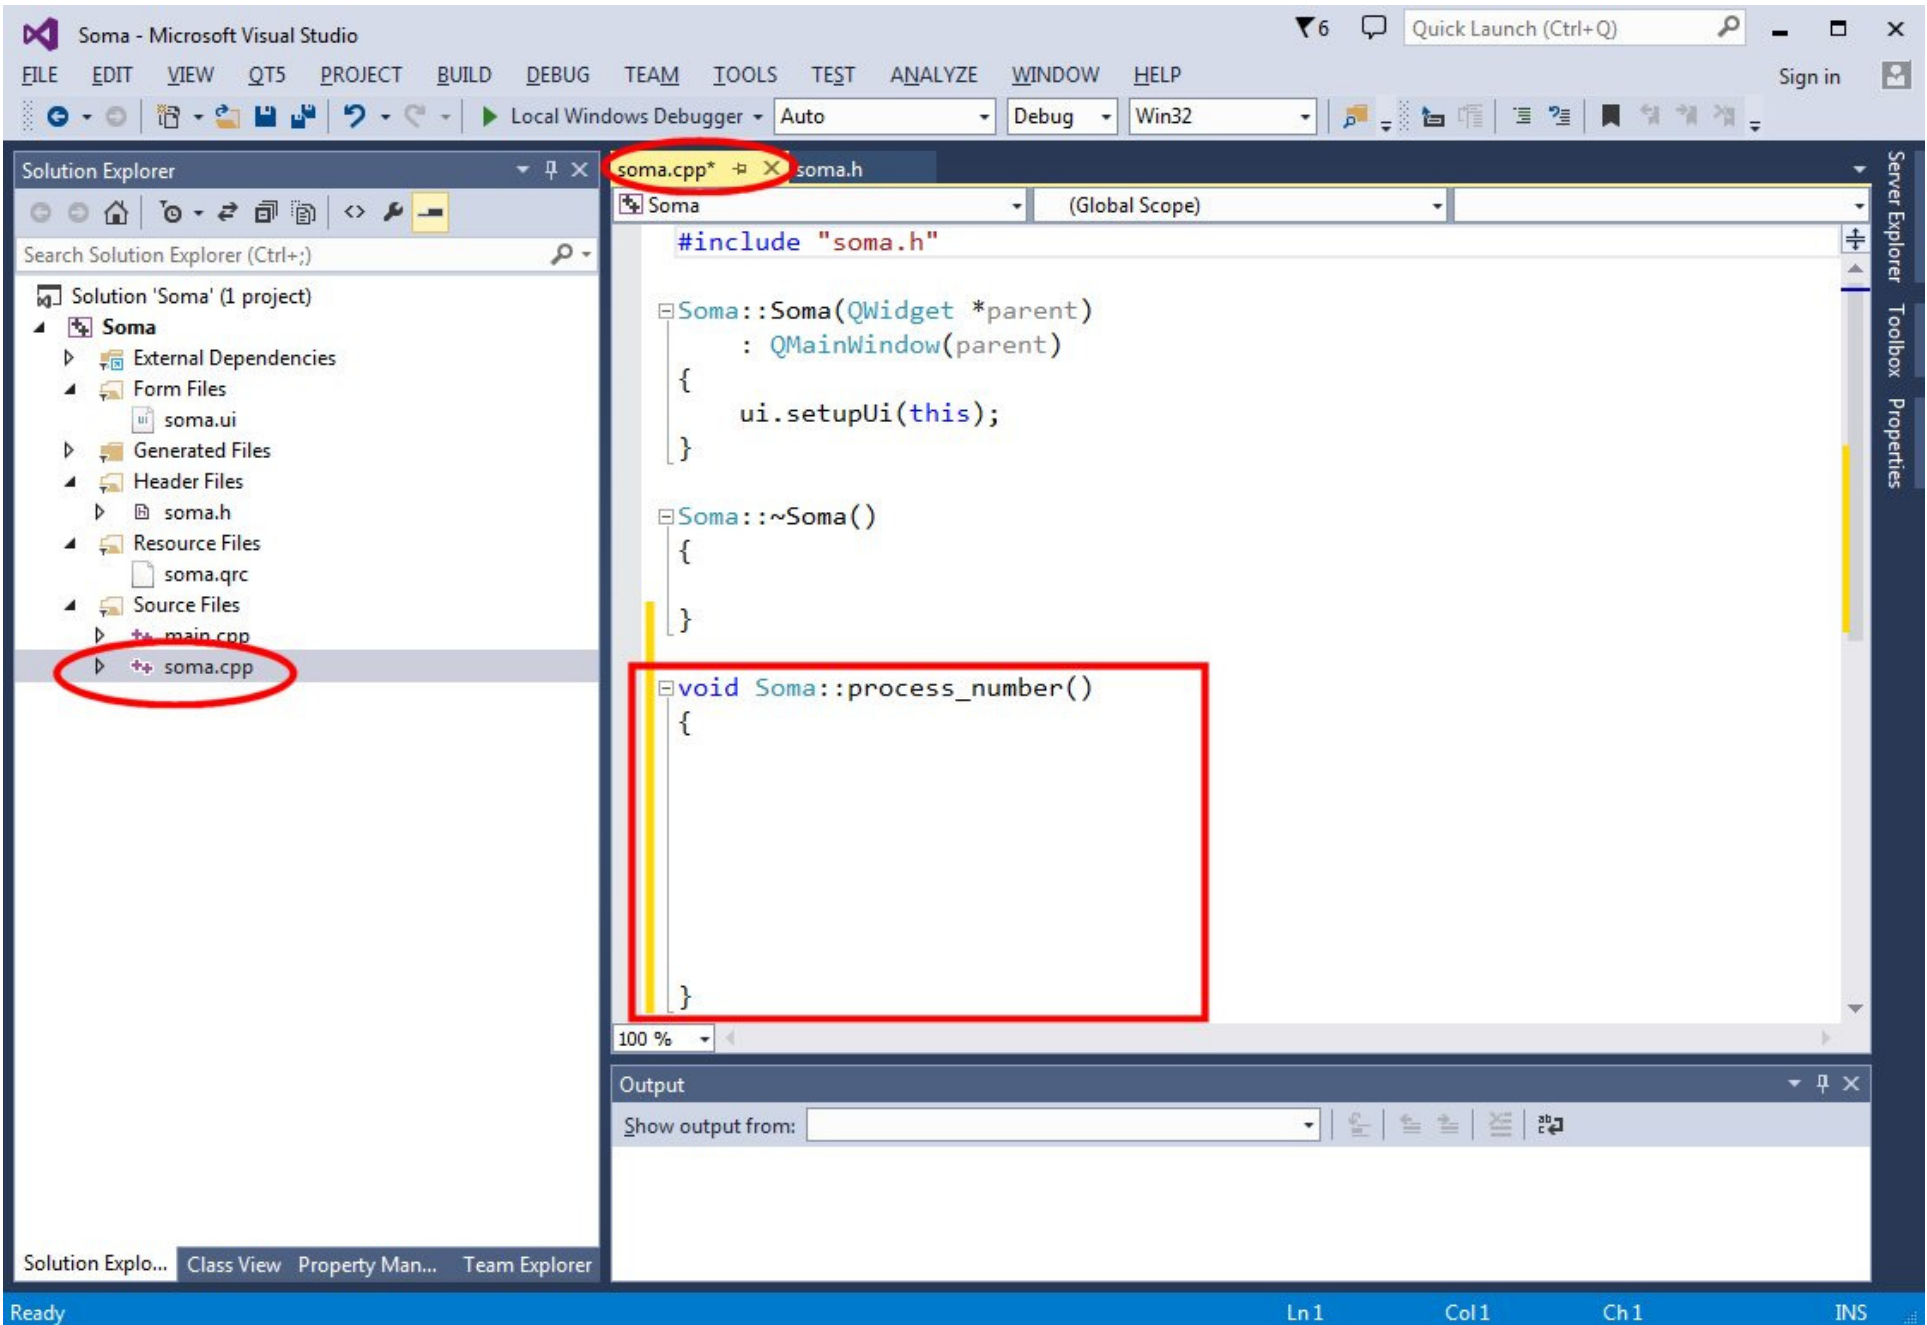 Soma - Microsoft Visual Studio
6
Quick Launch (Ctrl+Q)
FILE EDIT VIEW QT5 PROJECT BUILD DEBUG TEAM TOOLS TEST ANALYZE WINDOW HELP
Sign in
Local Windows Debugger Auto Debug Win32
Solution Explorer
Search Solution Explorer (Ctrl+;)
Solution 'Soma' (1 project)
Soma
External Dependencies
Form Files
soma.ui
Generated Files
Header Files
soma.h
Resource Files
soma.qrc
Source Files
main.cpp
soma.cpp
Solution Explo... Class View Property Man... Team Explorer
soma.cpp* soma.h
Soma (Global Scope)
#include "soma.h"
Soma::Soma(QWidget *parent)
: QMainWindow(parent)
{
ui.setupUi(this);
}
Soma::~Soma()
{
}
void Soma::process_number()
{
}
100 %
Output
Show output from:
Server Explorer
Toolbox
Properties
Ready Ln 1 Col 1 Ch 1 INS